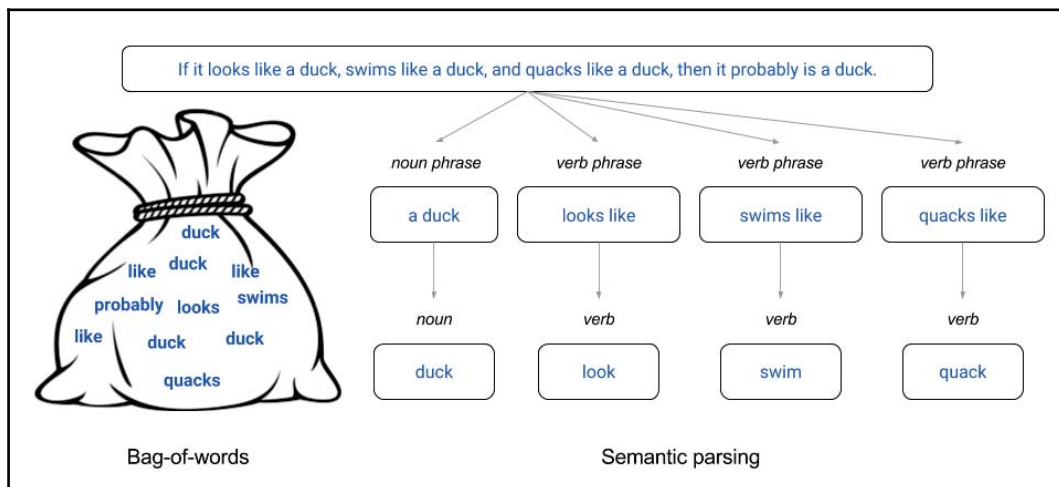 If it looks like a duck, swims like a duck, and quacks like a duck, then it probably is a duck.
noun phrase
verb phrase
verb phrase
verb phrase
a duck
looks like
swims like
quacks like
duck
like
duck
like
probably
looks
swims
like
duck
duck
quacks
noun
verb
verb
verb
duck
look
swim
quack
Bag-of-words
Semantic parsing